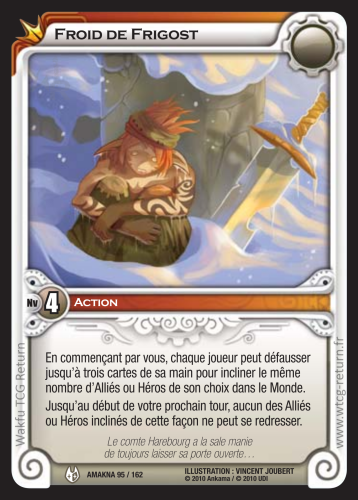 Froid de Frigost
Nv 4 Action
En commençant par vous, chaque joueur peut défausser
jusqu'à trois cartes de sa main pour incliner le même
nombre d'Alliés ou Héros de son choix dans le Monde.
Jusqu'au début de votre prochain tour, aucun des Alliés
ou Héros inclinés de cette façon ne peut se redresser.
Le comte Harebourg a la sale manie
de toujours laisser sa porte ouverte…
AMAKNA 95 / 162
ILLUSTRATION : VINCENT JOUBERT
© 2010 Ankama / © 2010 UDI
Wakfu TCG Return
www.wtcg-return.fr